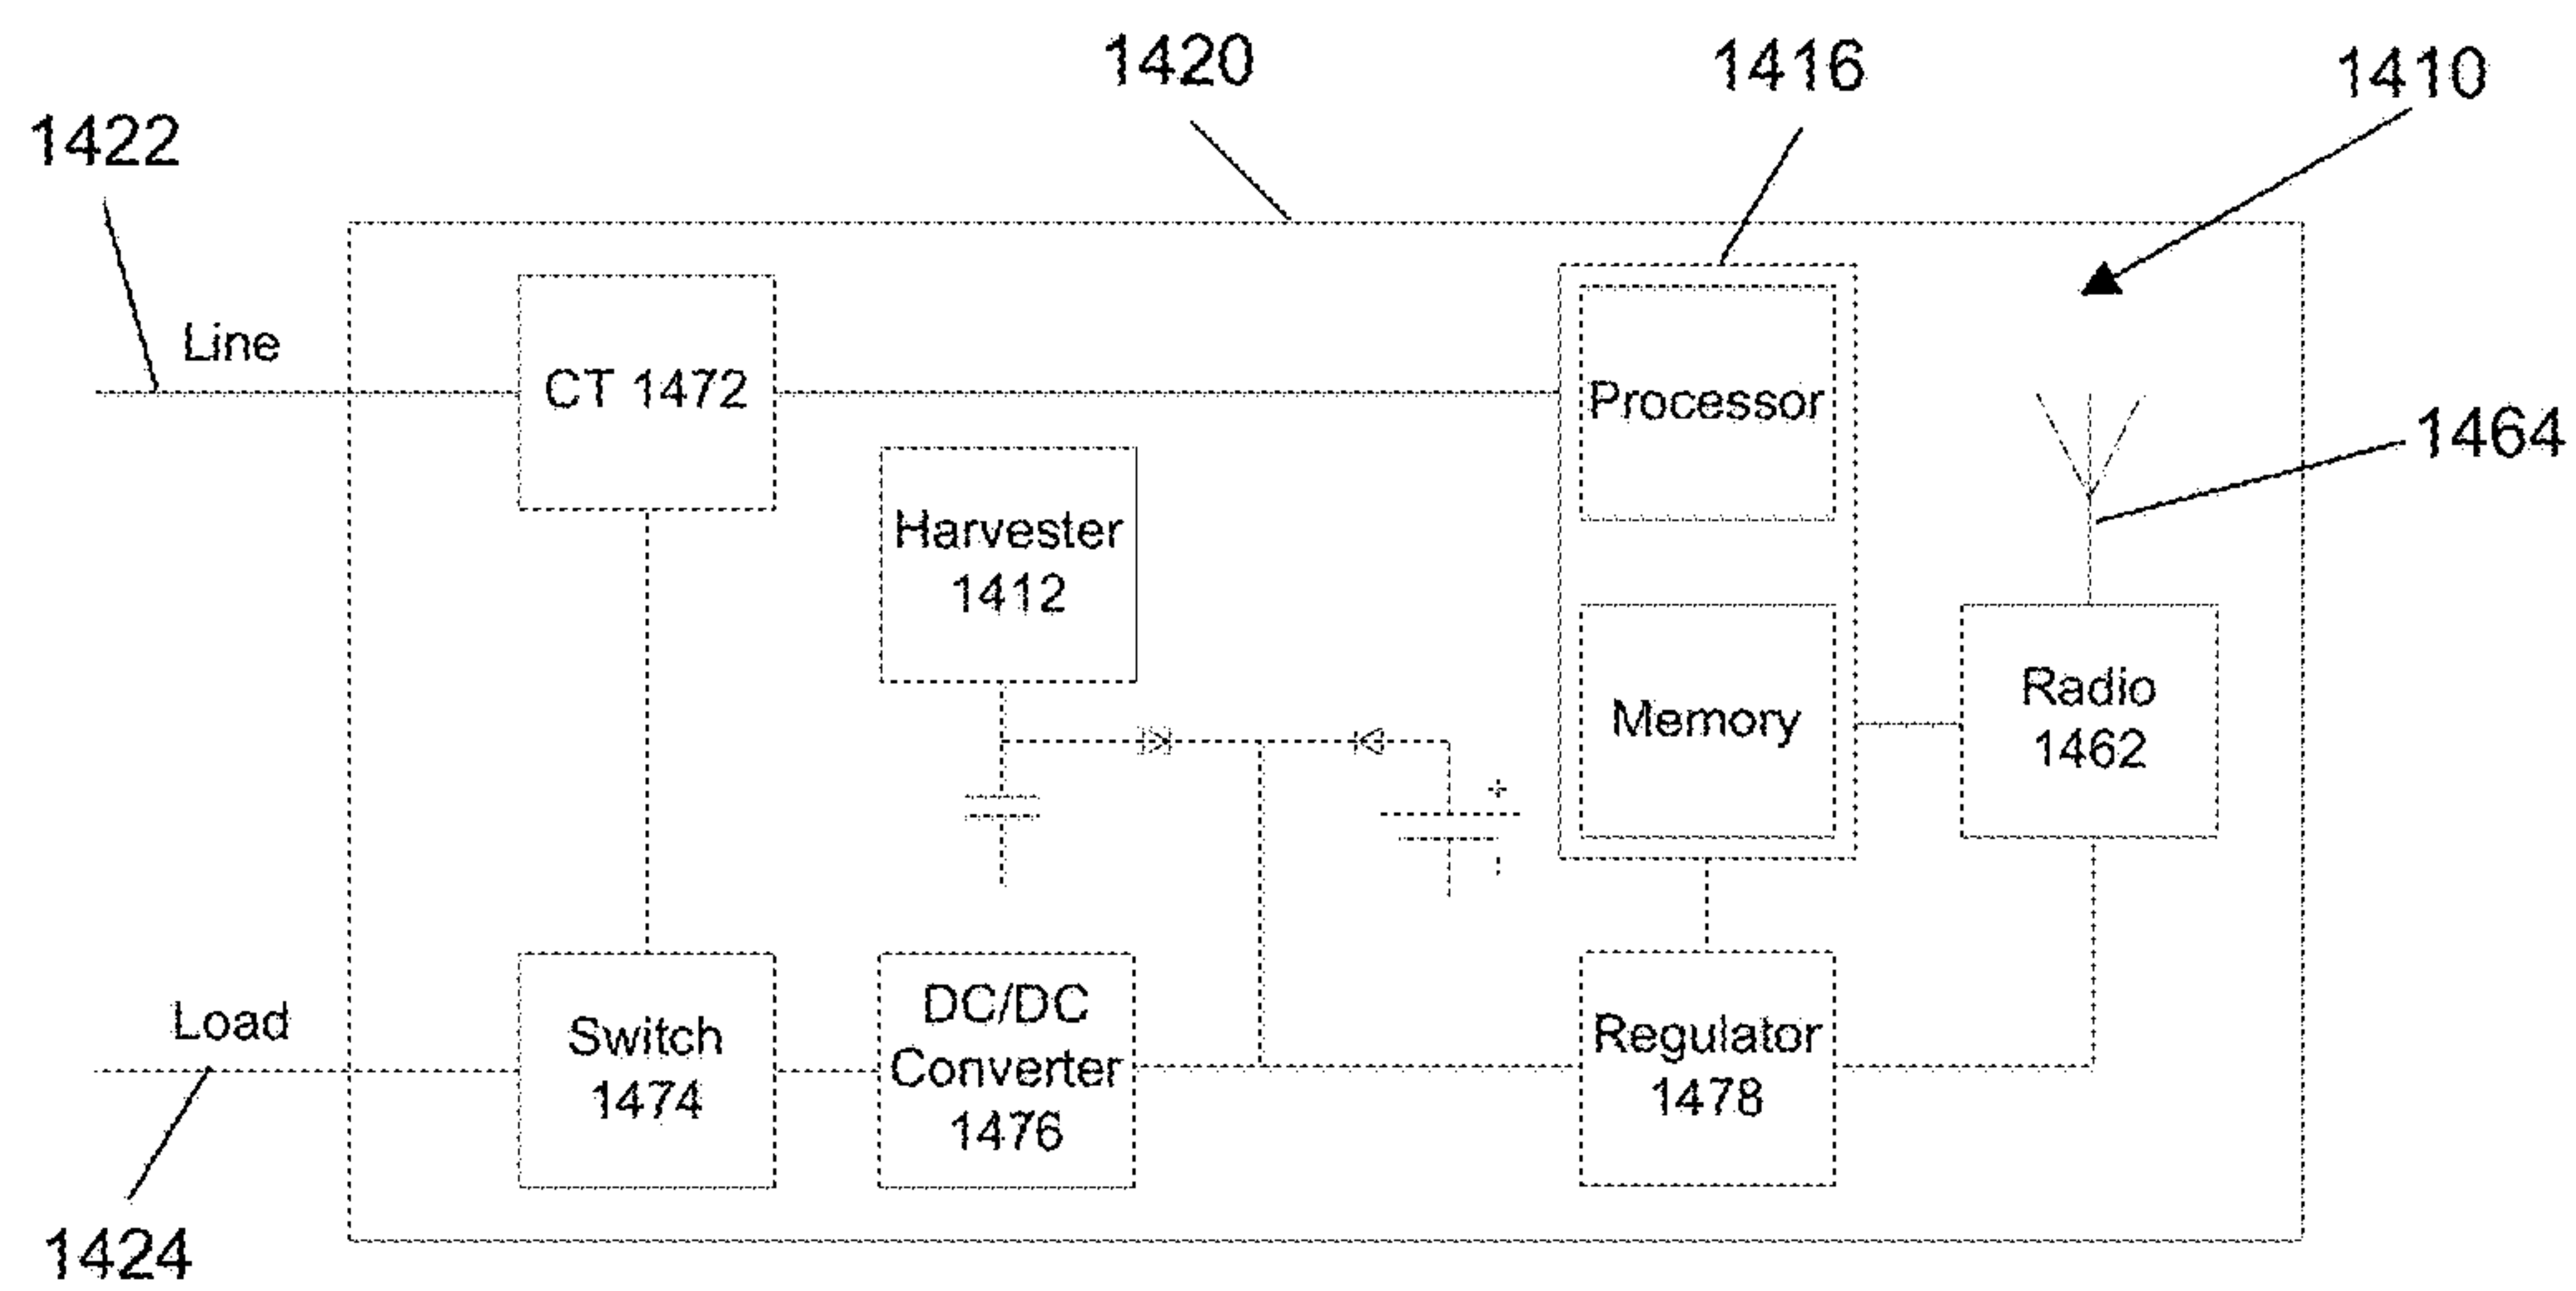 1420
1416
1410
1422
Line
CT 1472
Processor
1464
Harvester
1412
Memory
Radio
1462
+
-
Load
Switch
1474
DC/DC
Converter
1476
Regulator
1478
1424